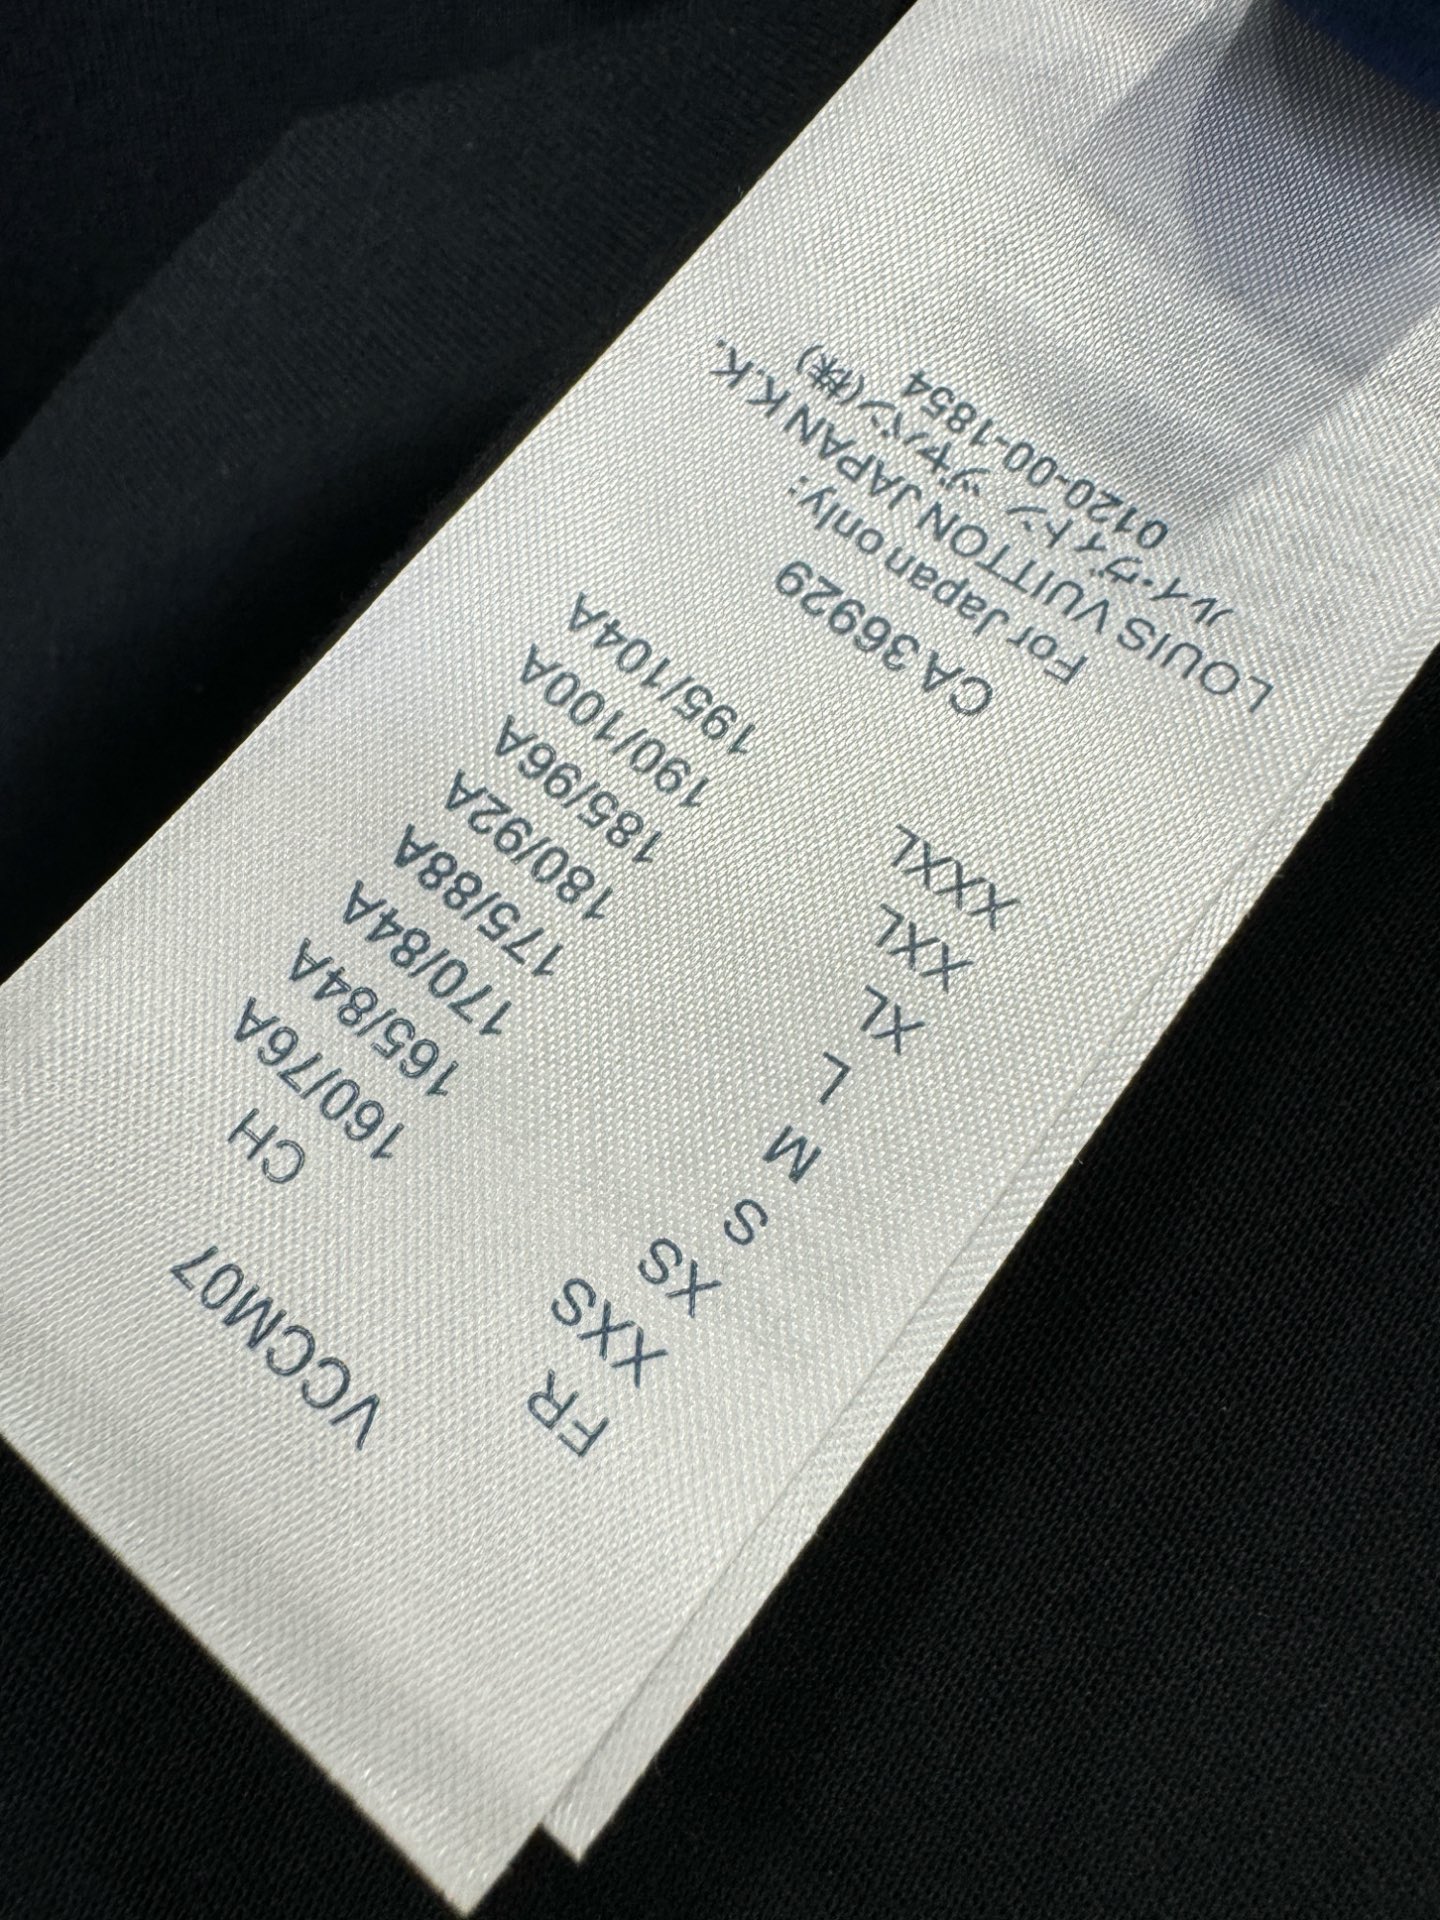 VCCM07
FR CH
XXS 160/76A
XS 165/84A
S 170/84A
M 175/88A
L 180/92A
XL 185/96A
XXL 190/100A
XXXL 195/104A
CA 36929
For Japan only:
LOUIS VUITTON JAPAN K.K.
ルイ・ヴィトン ジャパン(株)
0120-00-1854